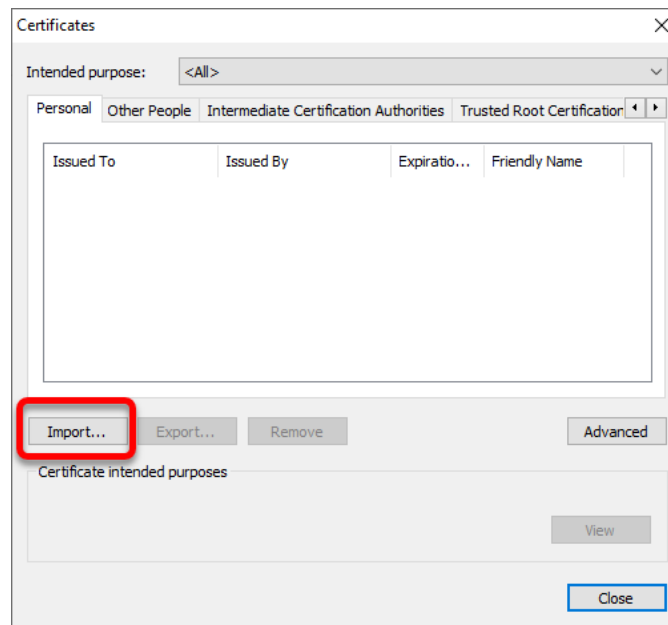 Certificates
Intended purpose: <All>
Personal Other People Intermediate Certification Authorities Trusted Root Certification
Issued To Issued By Expiratio... Friendly Name
Import... Export... Remove Advanced
Certificate intended purposes
View
Close